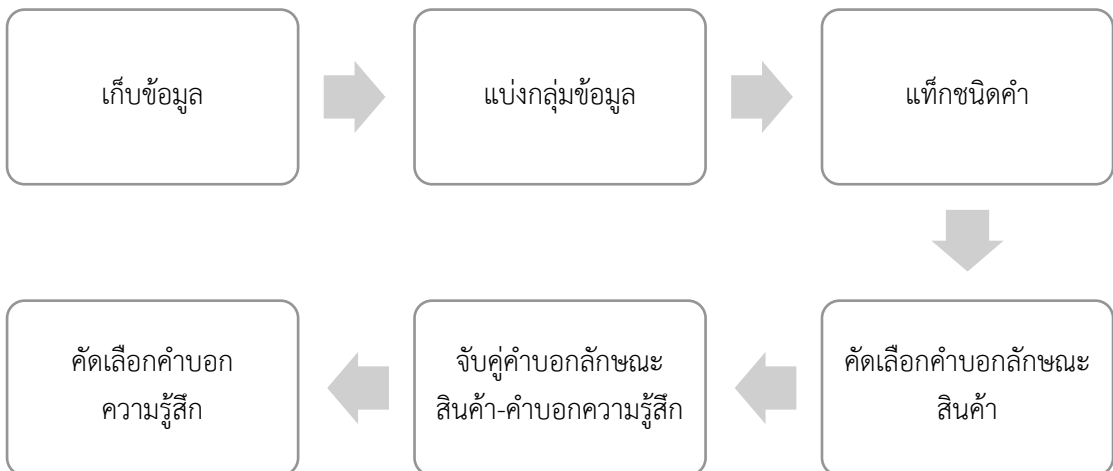 เก็บข้อมูล
แบ่งกลุ่มข้อมูล
แท็กชนิดคำ
คัดเลือกคำบอกลักษณะ
สินค้า
จับคู่คำบอกลักษณะ
สินค้า-คำบอกความรู้สึก
คัดเลือกคำบอก
ความรู้สึก